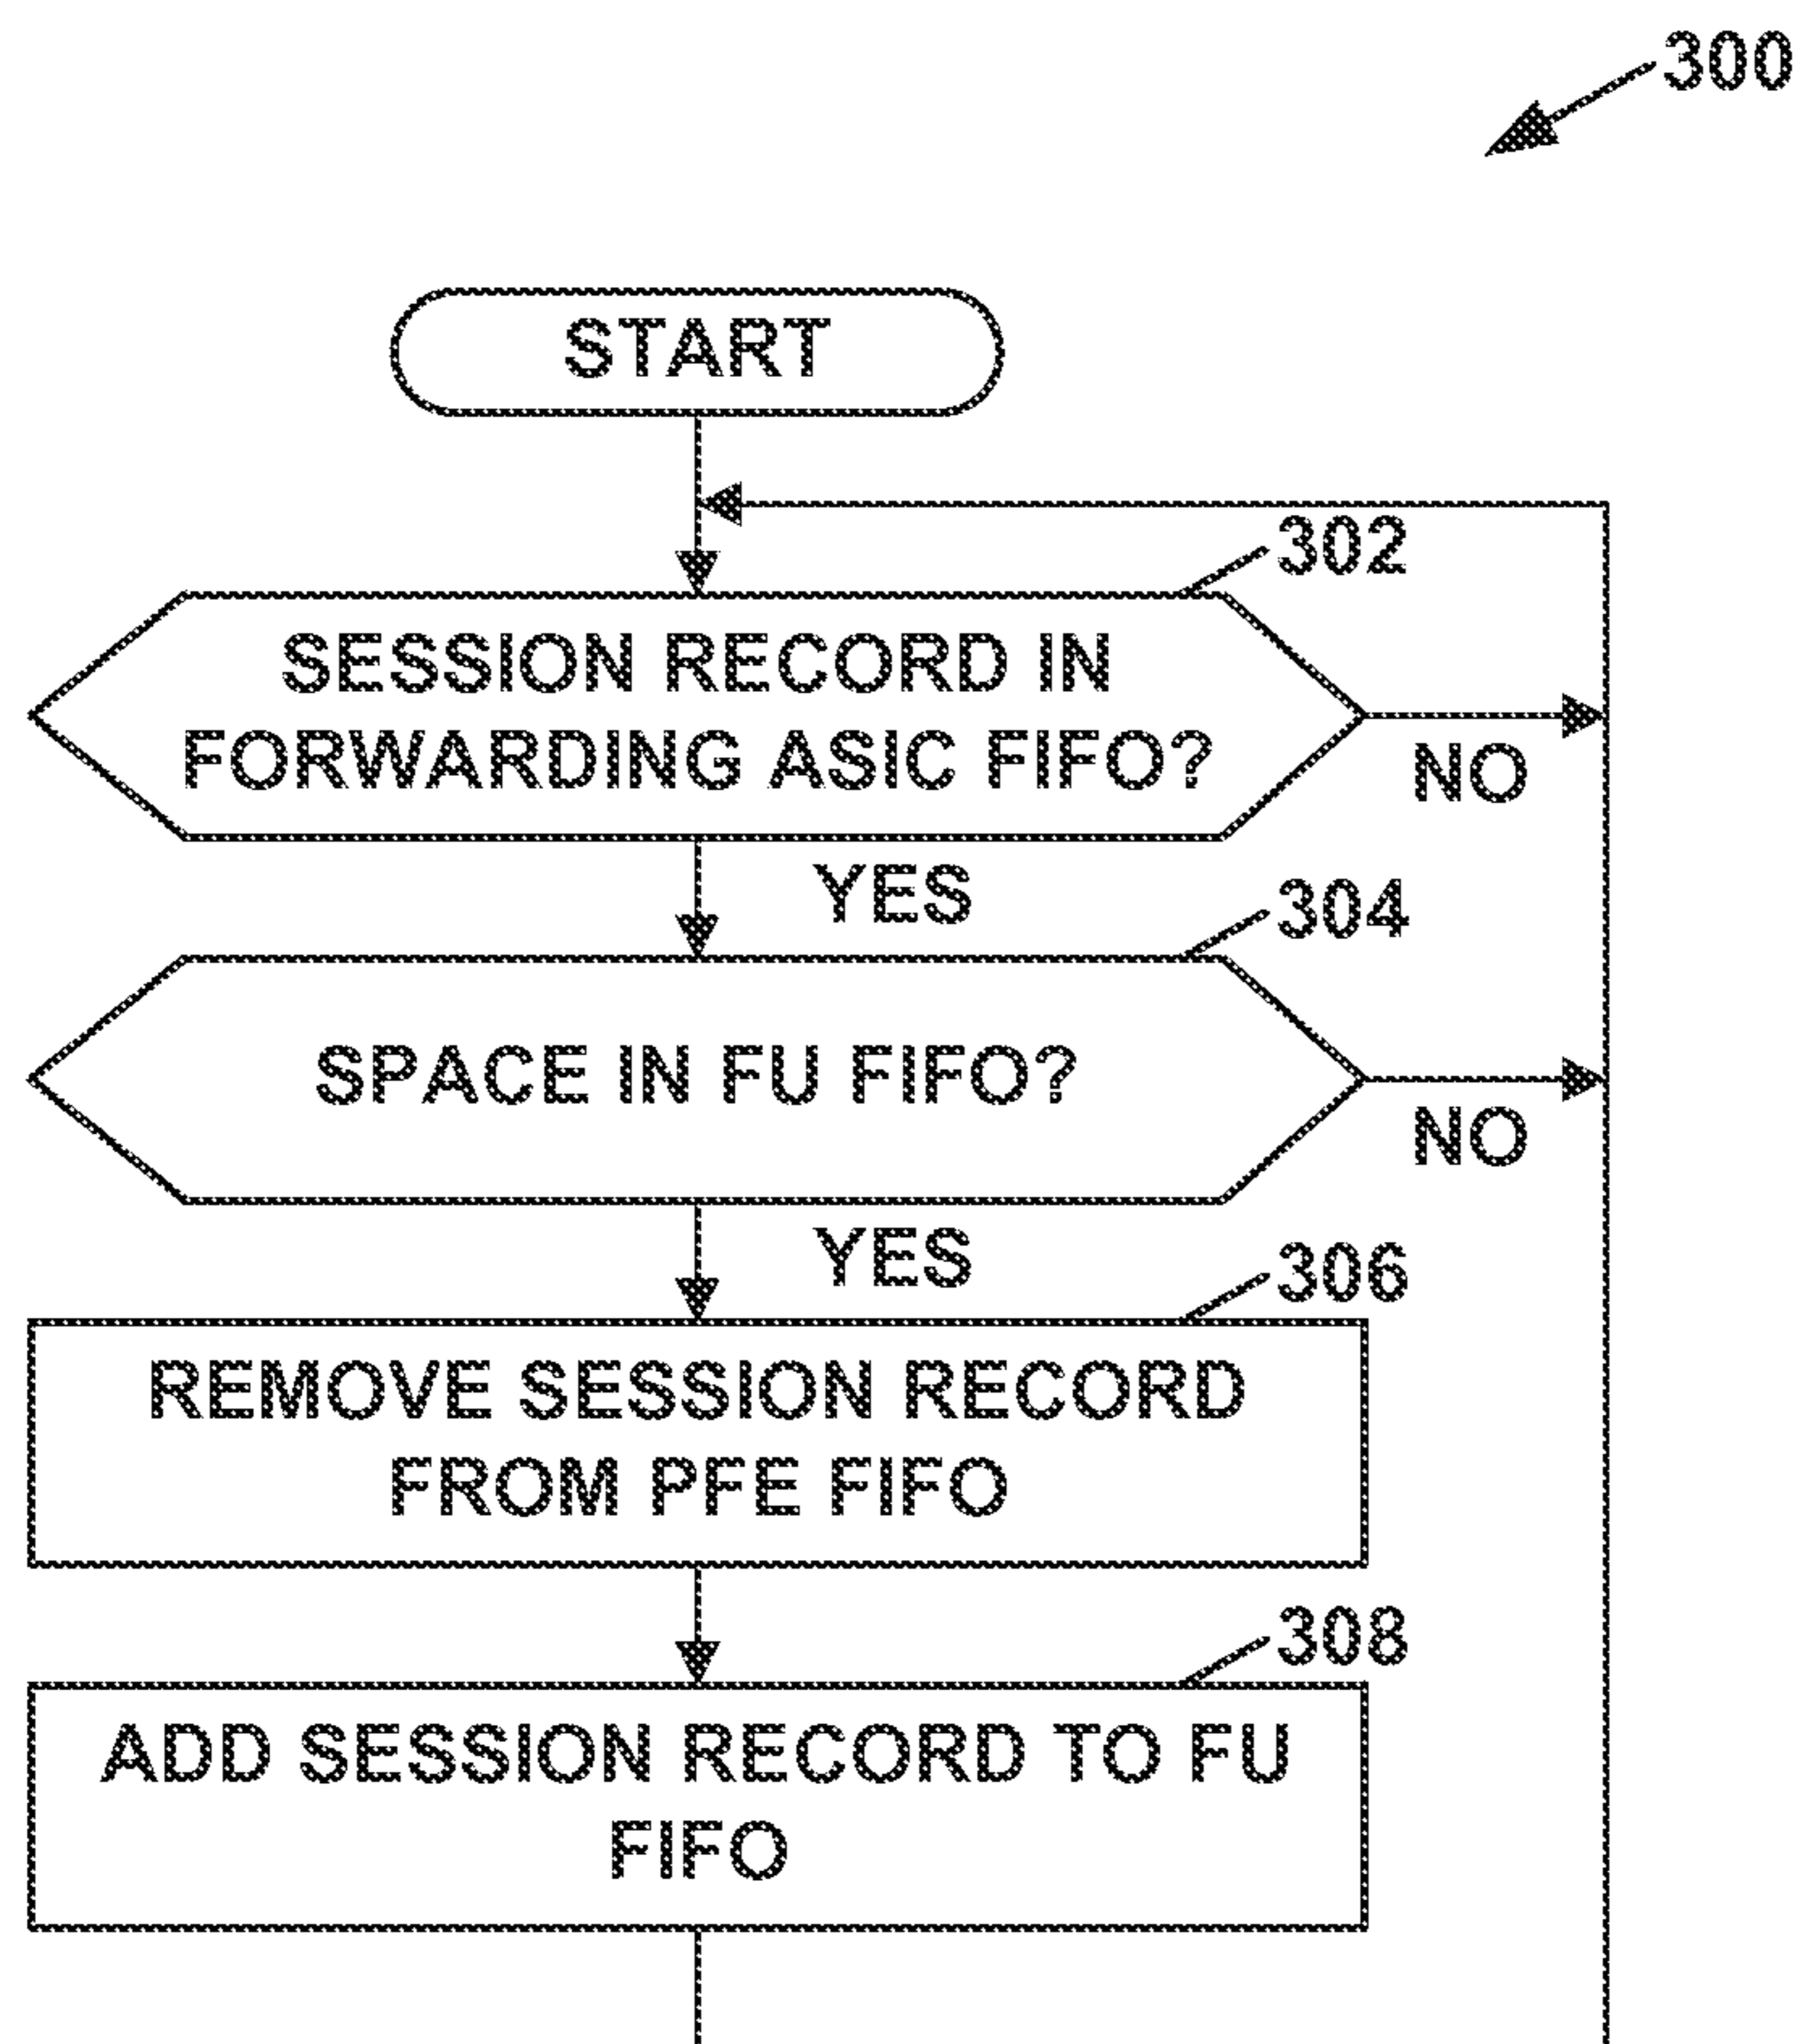 300
START
302
SESSION RECORD IN
FORWARDING ASIC FIFO?
NO
YES
304
SPACE IN FU FIFO?
NO
YES
306
REMOVE SESSION RECORD
FROM PFE FIFO
308
ADD SESSION RECORD TO FU
FIFO